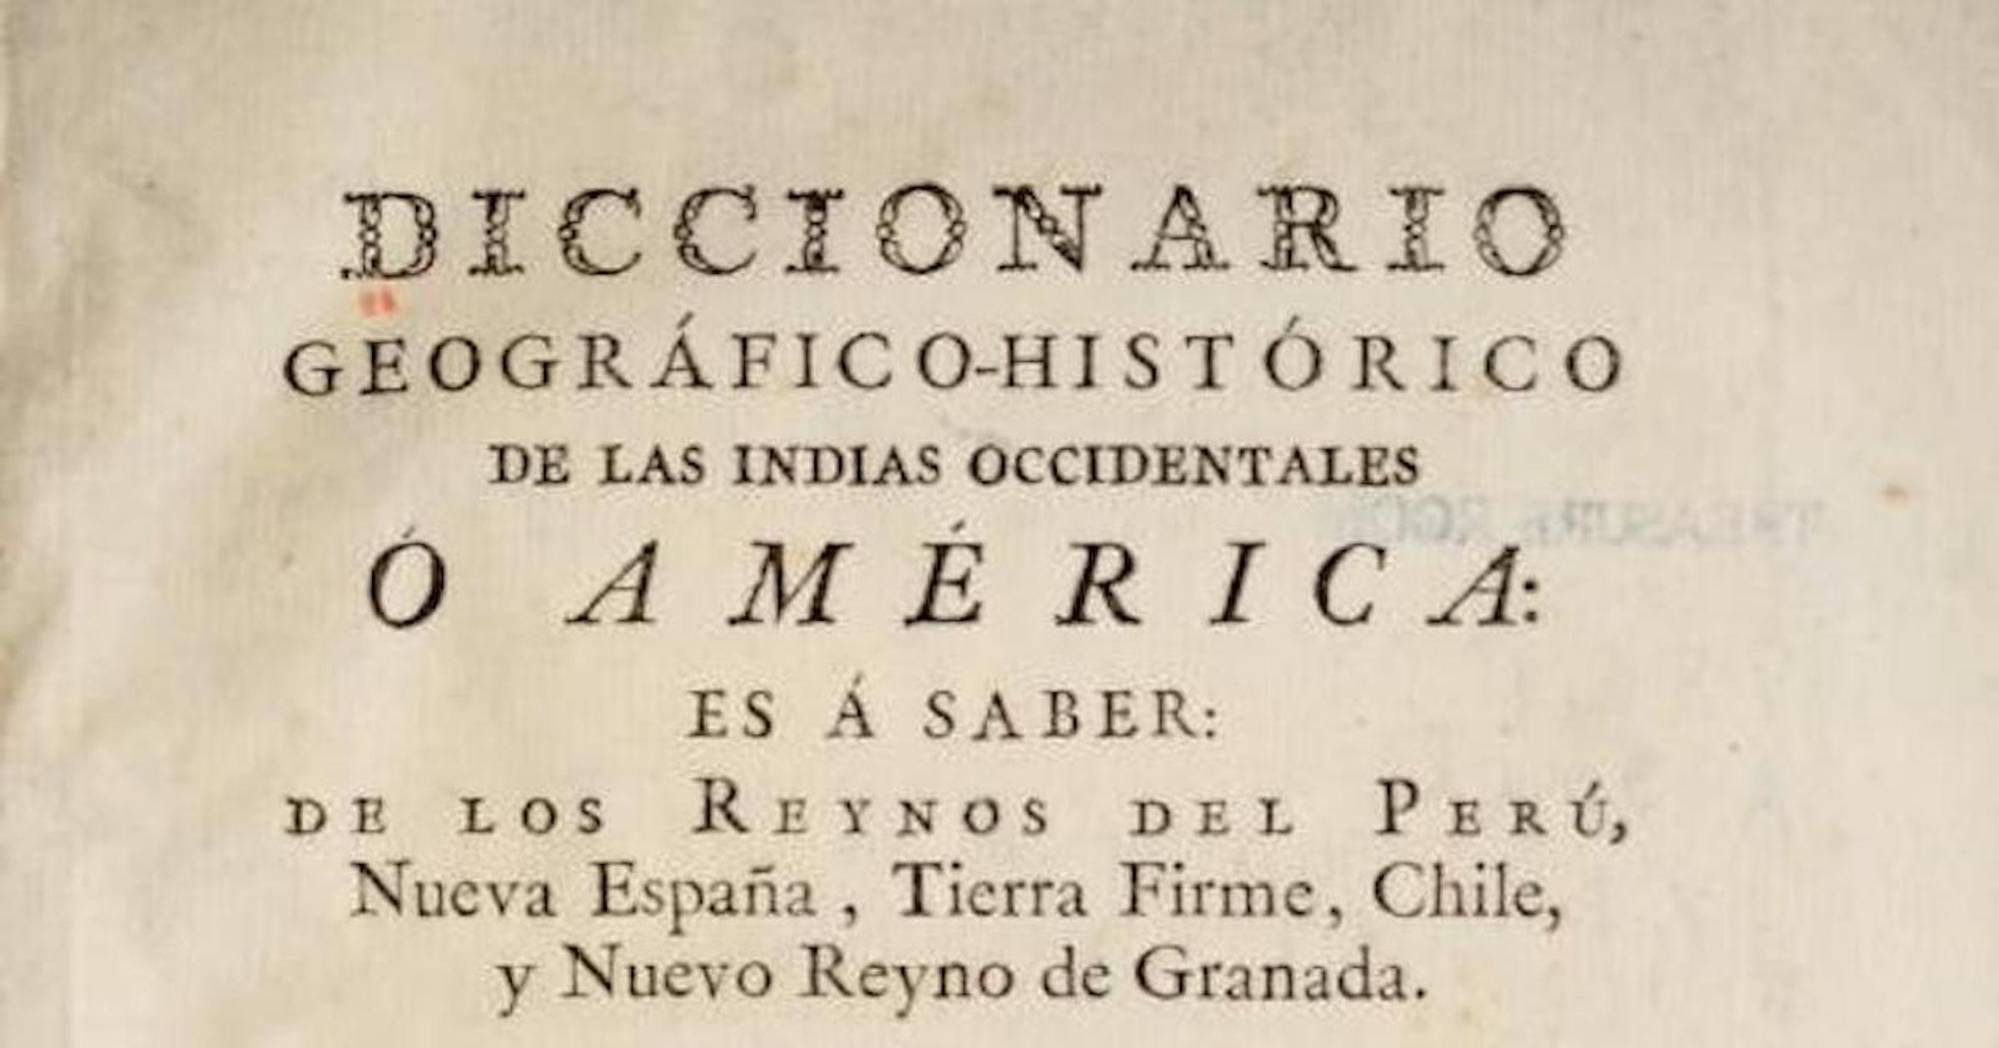 DICCIONARIO
GEOGRÁFICO-HISTÓRICO
DE LAS INDIAS OCCIDENTALES
Ó AMÉRICA:
ES Á SABER:
DE LOS REYNOS DEL PERÚ,
Nueva España, Tierra Firme, Chile,
y Nuevo Reyno de Granada.